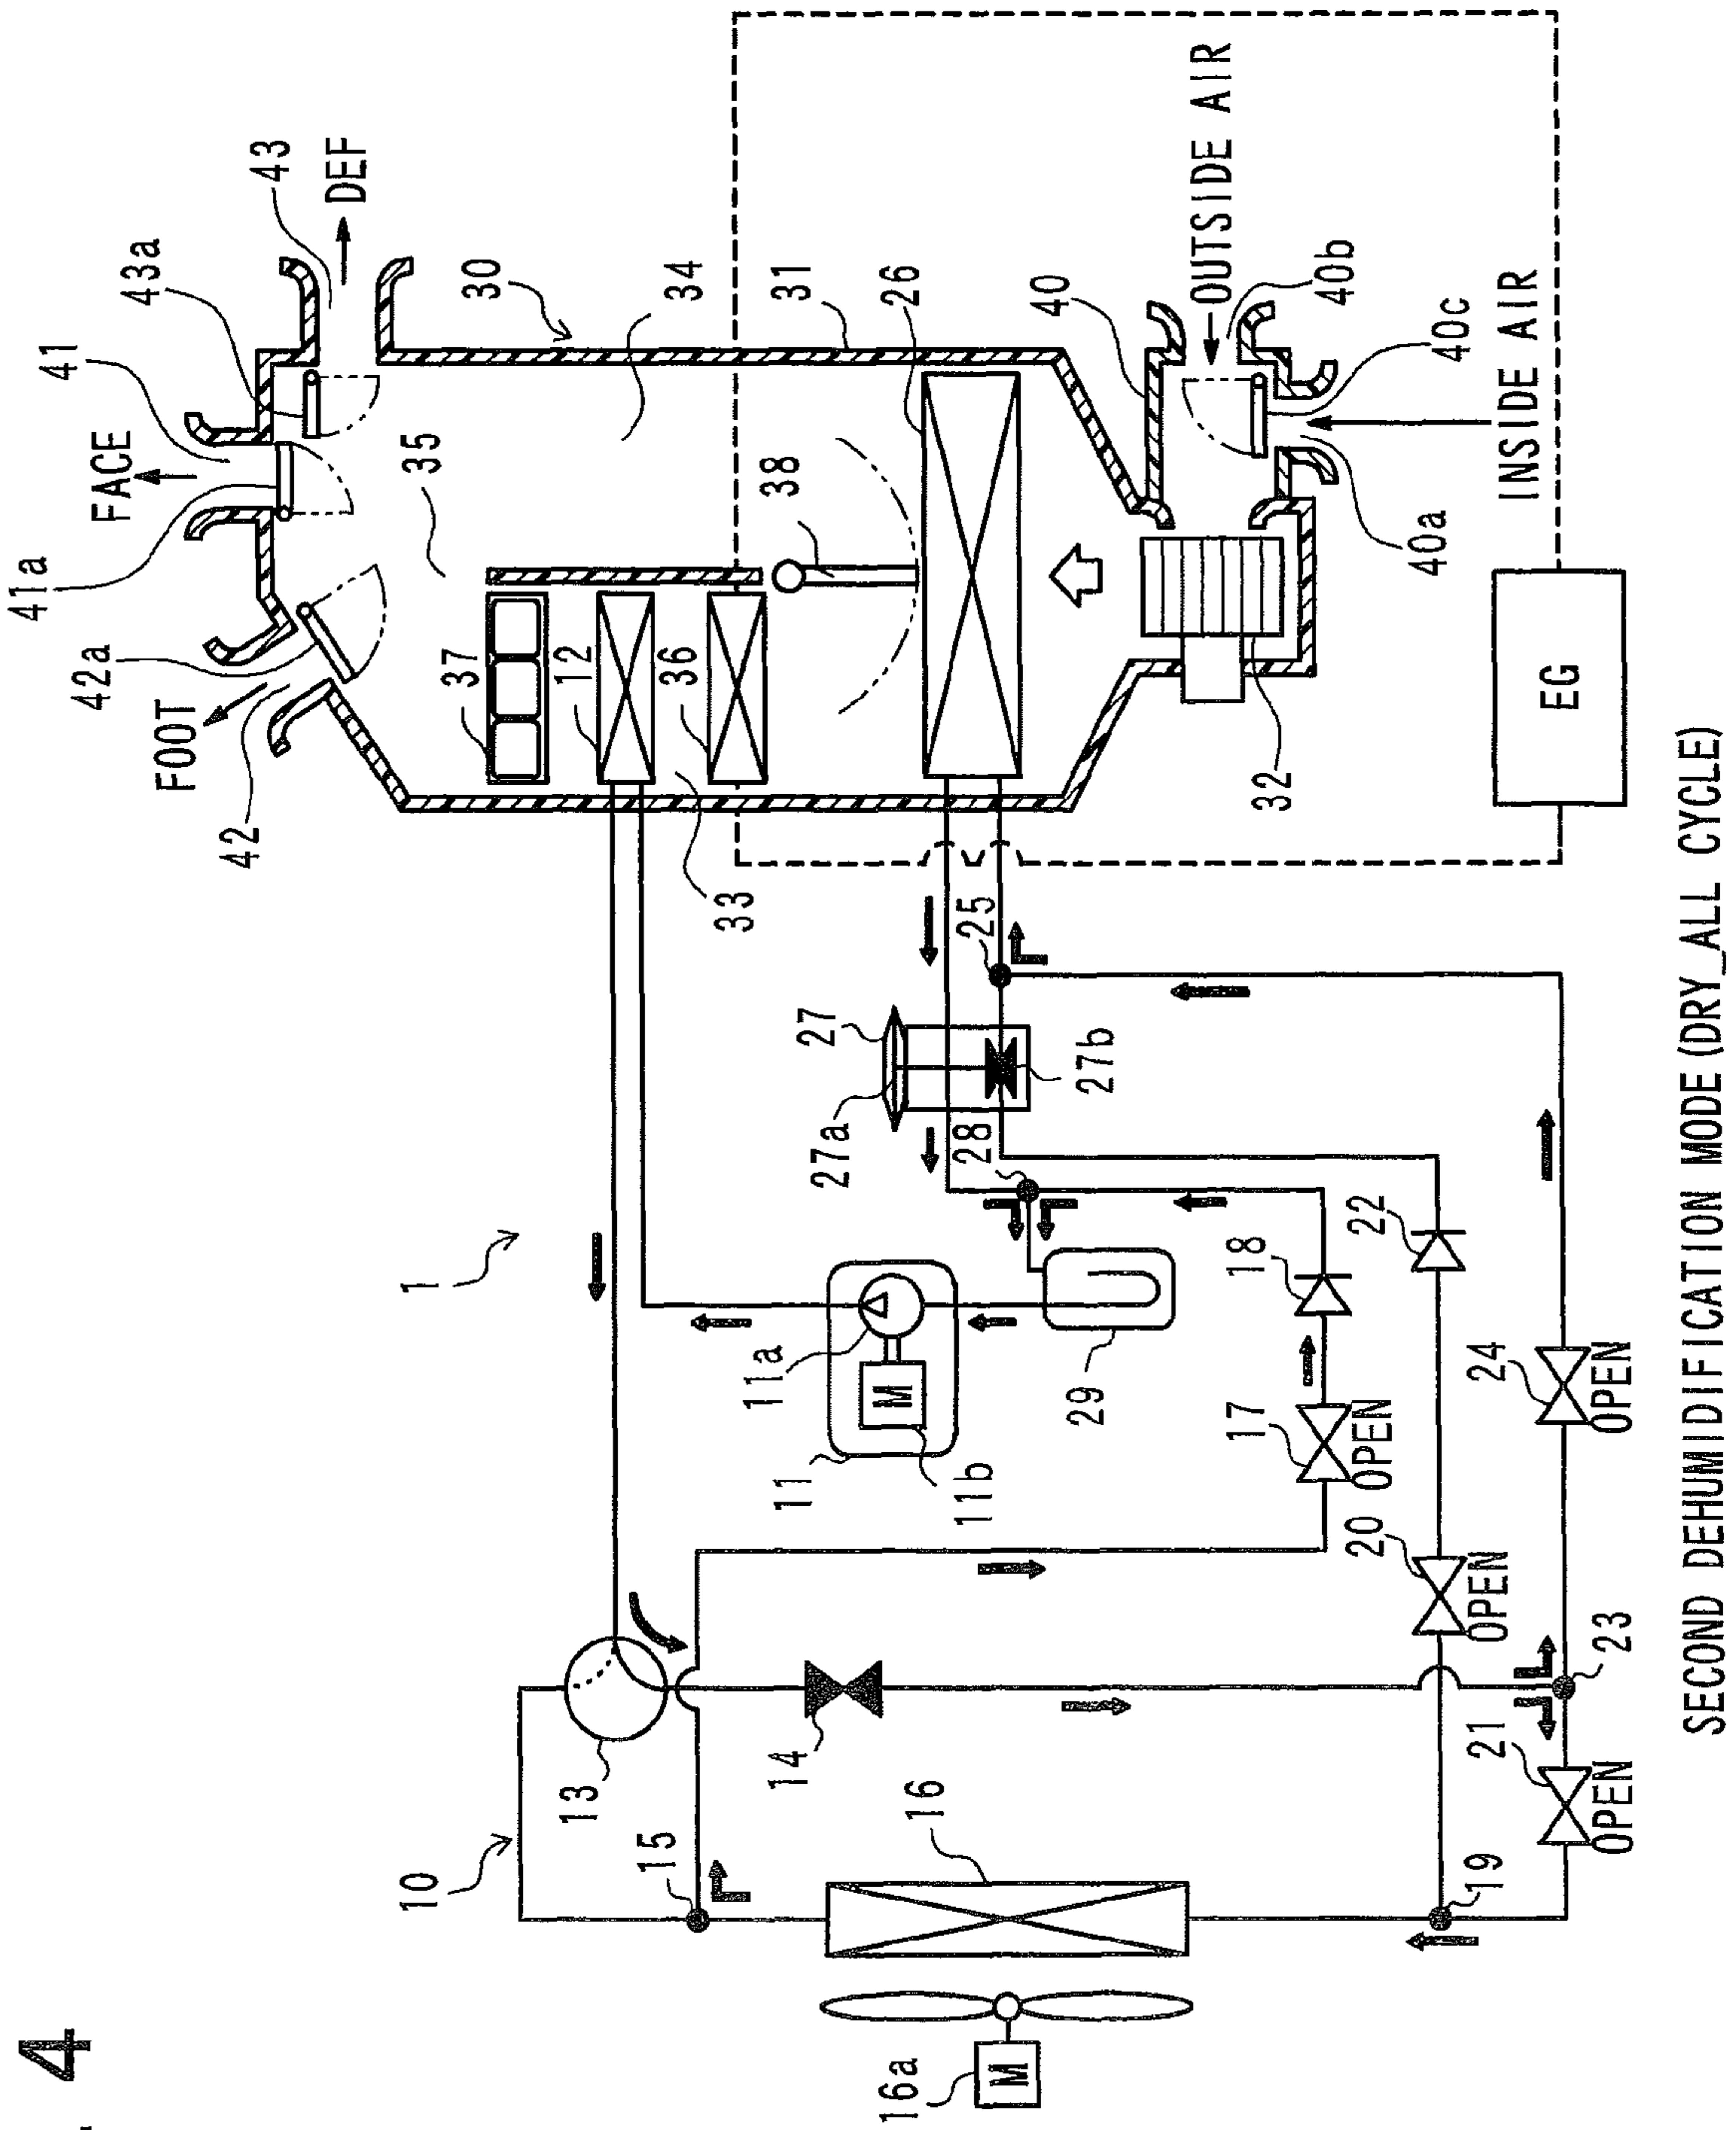 4
SECOND DEHUMIDIFICATION MODE (DRY_ALL CYCLE)
1
10
11
11a
11b
M
12
13
14
15
16
16a
M
17
OPEN
18
19
20
OPEN
21
OPEN
22
23
24
OPEN
25
26
27
27a
27b
28
29
30
31
32
33
34
35
36
37
38
40
40a
40b
40c
41
41a
42
42a
43
43a
FOOT
FACE
DEF
OUTSIDE AIR
INSIDE AIR
EG